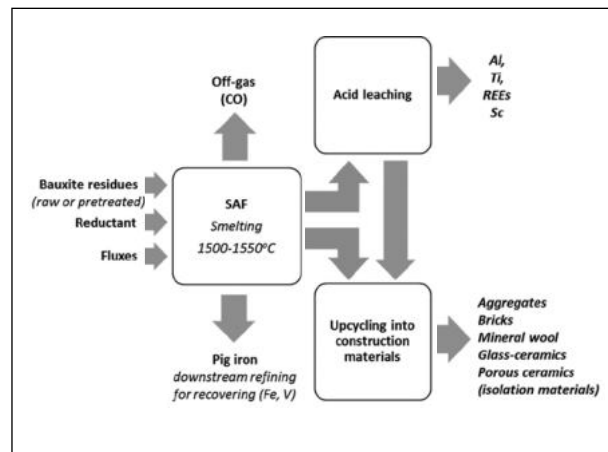 Off-gas
(CO)
Acid leaching
Al,
Ti,
REEs
Sc
Bauxite residues
(raw or pretreated)
Reductant
Fluxes
SAF
Smelting
1500-1550°C
Pig iron
downstream refining
for recovering (Fe, V)
Upcycling into
construction
materials
Aggregates
Bricks
Mineral wool
Glass-ceramics
Porous ceramics
(isolation materials)